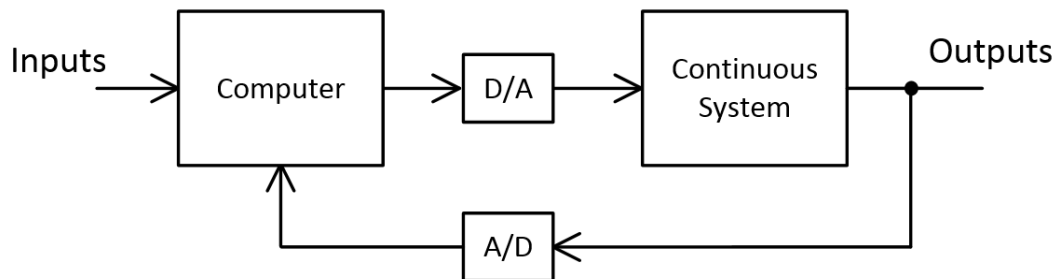 Inputs
Computer
D/A
Continuous
System
Outputs
A/D